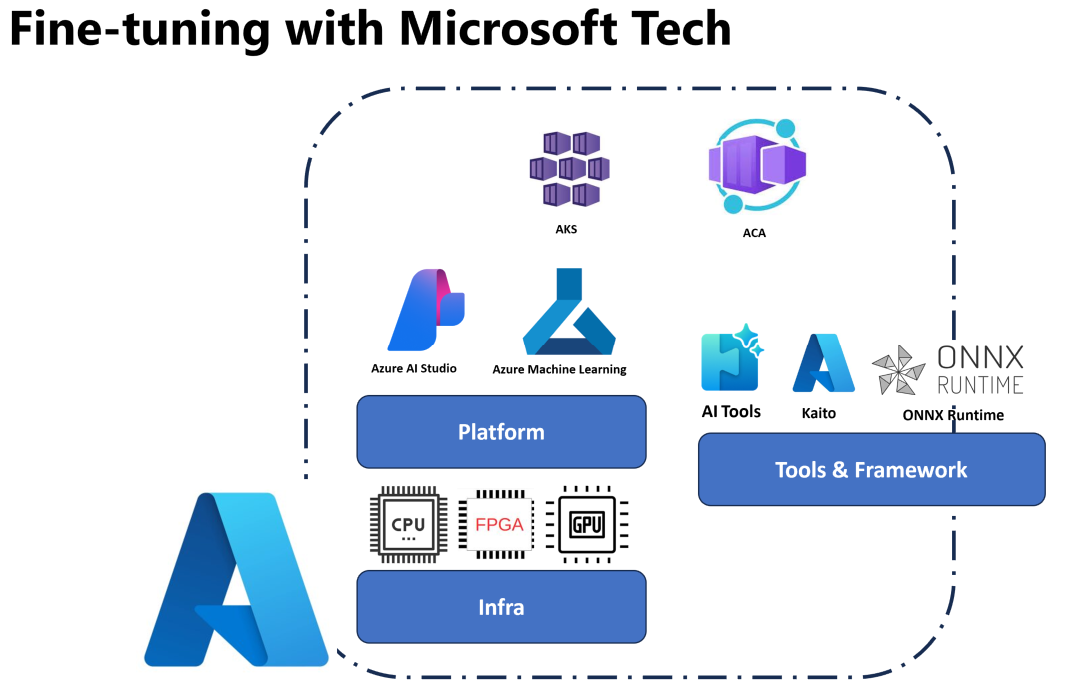 Fine-tuning with Microsoft Tech
AKS
ACA
Azure AI Studio
Azure Machine Learning
ONNX
RUNTIME
AI Tools
Kaito
ONNX Runtime
Platform
Tools & Framework
CPU
FPGA
GPU
Infra